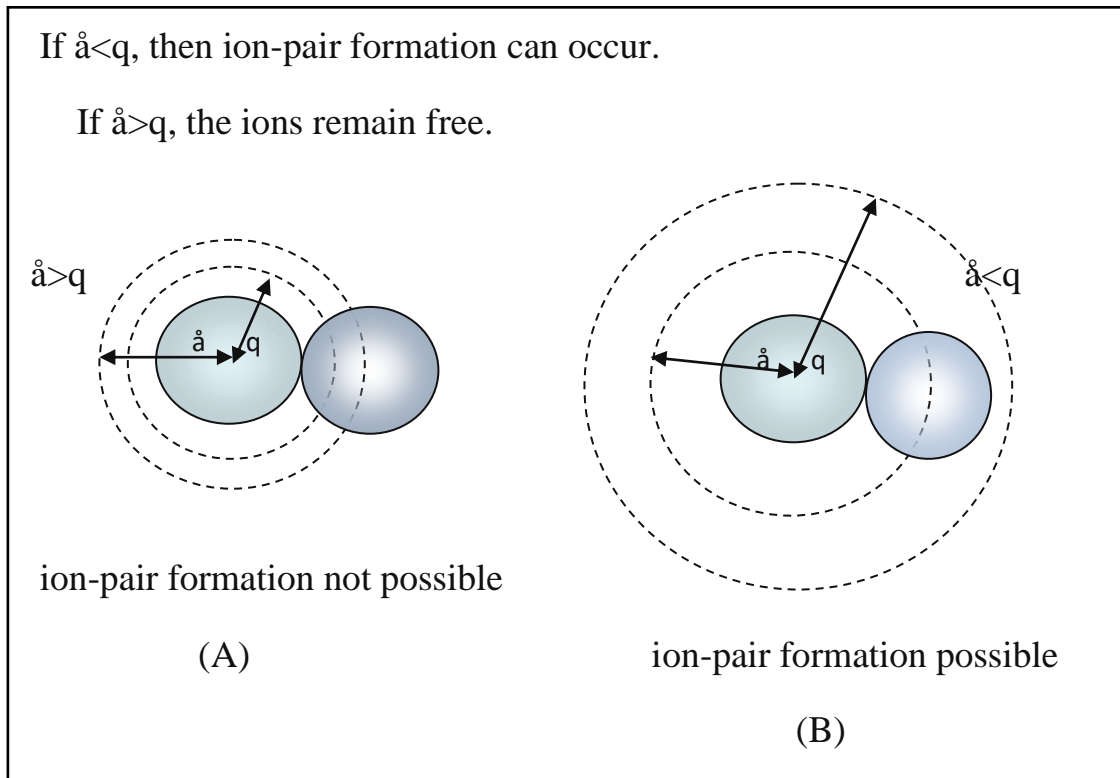 If å<q, then ion-pair formation can occur.
If å>q, the ions remain free.
å>q
å
q
ion-pair formation not possible
(A)
å<q
å
q
ion-pair formation possible
(B)